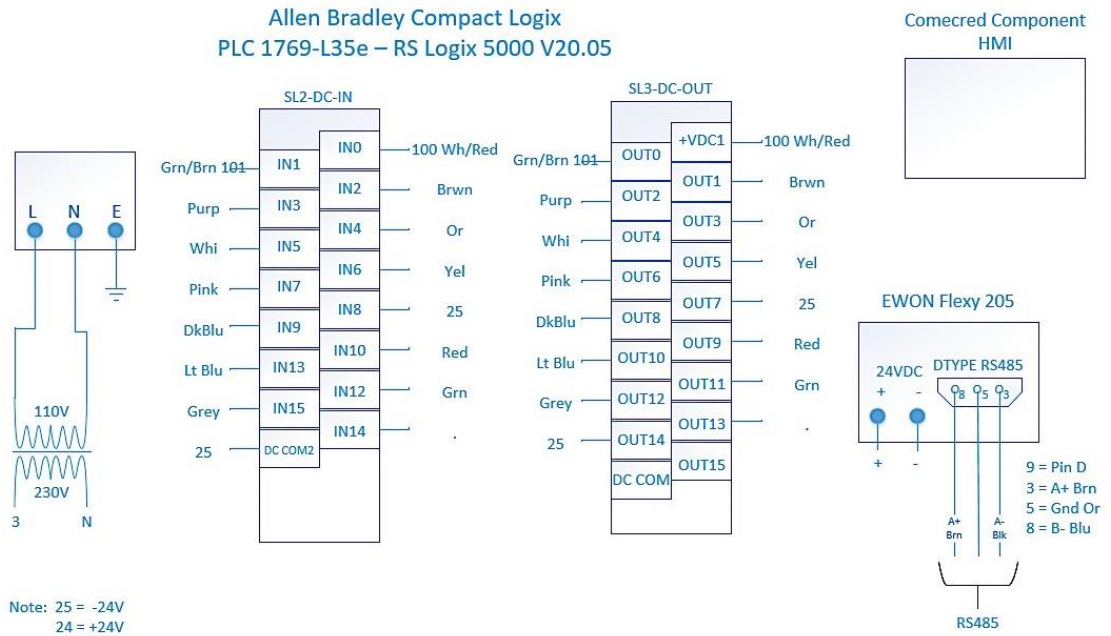 Allen Bradley Compact Logix
PLC 1769-L35e – RS Logix 5000 V20.05
Comecred Component
HMI
L N E
110V
230V
3 N
SL2-DC-IN
IN0 100 Wh/Red
Grn/Brn 101 IN1
IN2 Brwn
Purp IN3
IN4 Or
Whi IN5
IN6 Yel
Pink IN7
IN8 25
DkBlu IN9
IN10 Red
Lt Blu IN13
IN12 Grn
Grey IN15
IN14 .
25 DC COM2
SL3-DC-OUT
+VDC1 100 Wh/Red
Grn/Brn 101 OUT0
OUT1 Brwn
Purp OUT2
OUT3 Or
Whi OUT4
OUT5 Yel
Pink OUT6
OUT7 25
DkBlu OUT8
OUT9 Red
Lt Blu OUT10
OUT11 Grn
Grey OUT12
OUT13 .
25 OUT14
OUT15
DC COM
EWON Flexy 205
24VDC
+ -
+ -
DTYPE RS485
8 5 3
A+
Brn
A-
Blk
RS485
9 = Pin D
3 = A+ Brn
5 = Gnd Or
8 = B- Blu
Note: 25 = -24V
24 = +24V